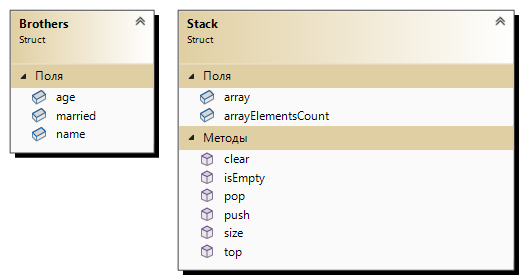 Brothers
Struct
Поля
age
married
name
Stack
Struct
Поля
array
arrayElementsCount
Методы
clear
isEmpty
pop
push
size
top